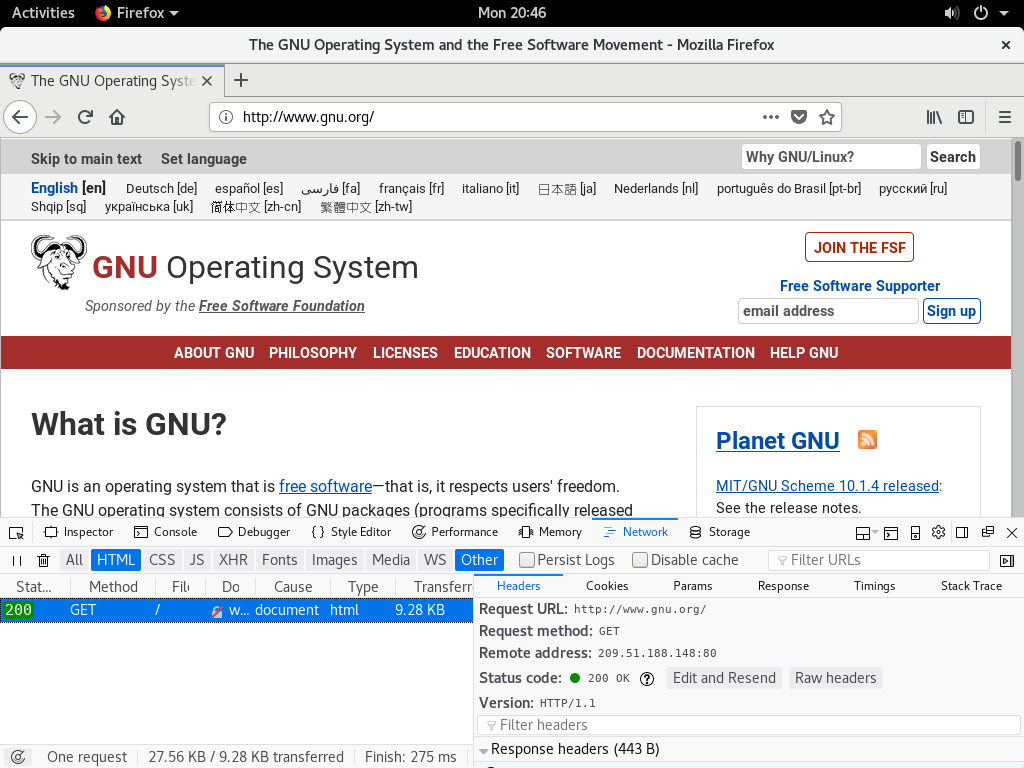 Activities Firefox Mon 20:46
The GNU Operating System and the Free Software Movement - Mozilla Firefox
The GNU Operating Syste
http://www.gnu.org/
Skip to main text Set language Why GNU/Linux? Search
English [en] Deutsch [de] español [es] فارسی [fa] français [fr] italiano [it] 日本語 [ja] Nederlands [nl] português do Brasil [pt-br] русский [ru]
Shqip [sq] українська [uk] 简体中文 [zh-cn] 繁體中文 [zh-tw]
JOIN THE FSF
GNU Operating System
Free Software Supporter
Sponsored by the Free Software Foundation
email address Sign up
ABOUT GNU PHILOSOPHY LICENSES EDUCATION SOFTWARE DOCUMENTATION HELP GNU
What is GNU?
GNU is an operating system that is free software—that is, it respects users' freedom.
The GNU operating system consists of GNU packages (programs specifically released
Planet GNU
MIT/GNU Scheme 10.1.4 released:
See the release notes.
Inspector Console Debugger Style Editor Performance Memory Network Storage
All HTML CSS JS XHR Fonts Images Media WS Other Persist Logs Disable cache Filter URLs
Stat... Method File Do Cause Type Transferr
200 GET / w... document html 9.28 KB
Headers Cookies Params Response Timings Stack Trace
Request URL: http://www.gnu.org/
Request method: GET
Remote address: 209.51.188.148:80
Status code: 200 OK Edit and Resend Raw headers
Version: HTTP/1.1
Filter headers
Response headers (443 B)
One request 27.56 KB / 9.28 KB transferred Finish: 275 ms